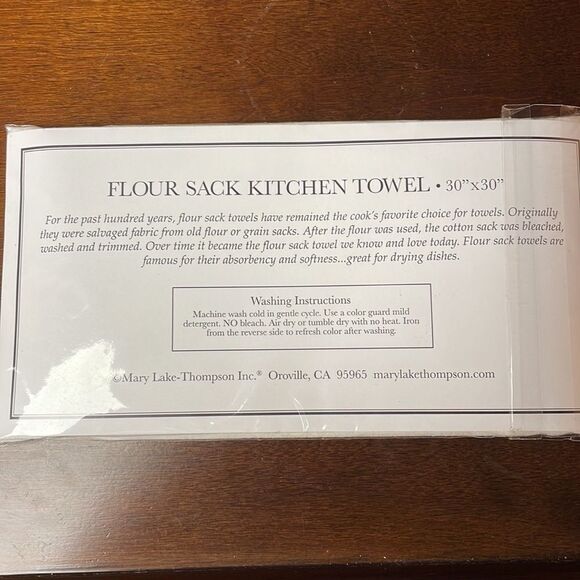 FLOUR SACK KITCHEN TOWEL • 30"x30"
For the past hundred years, flour sack towels have remained the cook's favorite choice for towels. Originally
they were salvaged fabric from old flour or grain sacks. After the flour was used, the cotton sack was bleached,
washed and trimmed. Over time it became the flour sack towel we know and love today. Flour sack towels are
famous for their absorbency and softness...great for drying dishes.
Washing Instructions
Machine wash cold in gentle cycle. Use a color guard mild
detergent. NO bleach. Air dry or tumble dry with no heat. Iron
from the reverse side to refresh color after washing.
©Mary Lake-Thompson Inc.® Oroville, CA 95965 marylakethompson.com